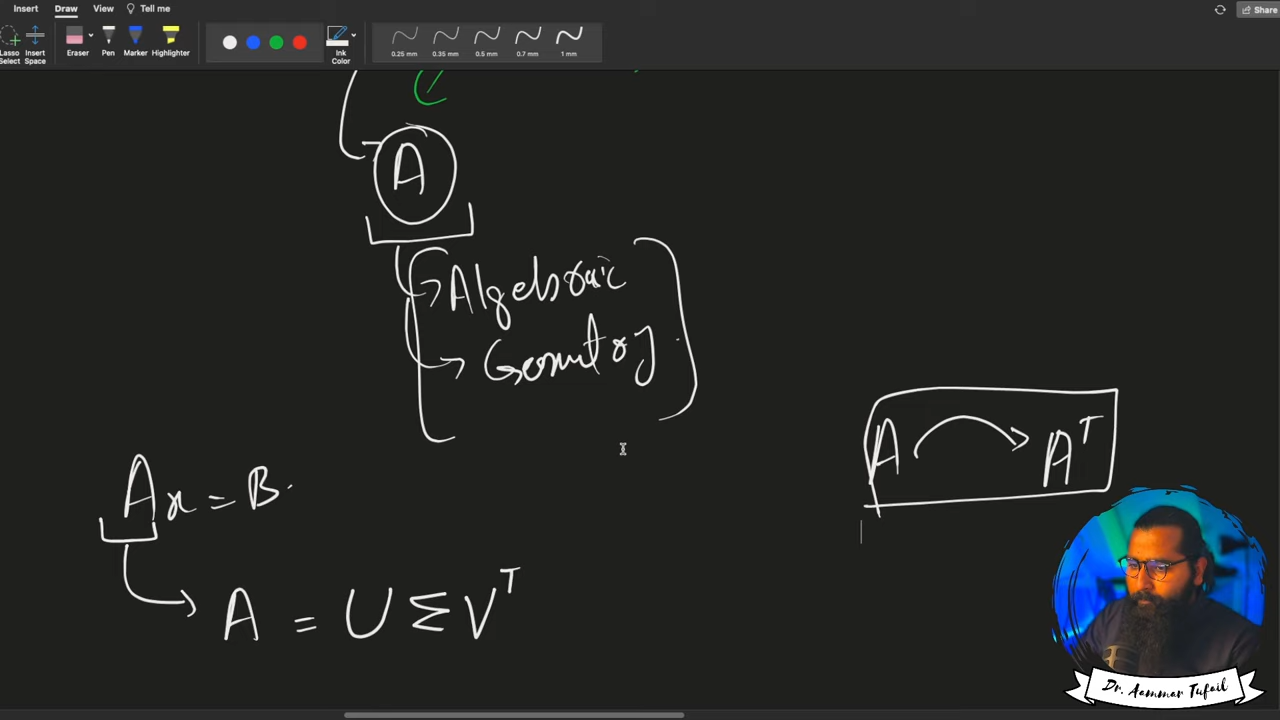 Insert Draw View Tell me Share
Lasso Select Insert Space Eraser Pen Marker Highlighter Ink Color 0.25 mm 0.35 mm 0.5 mm 0.7 mm 1 mm
A
Algebraic
Geometry
A → A^T
Ax = B
A = U Σ V^T
Dr. Aammar Tufail